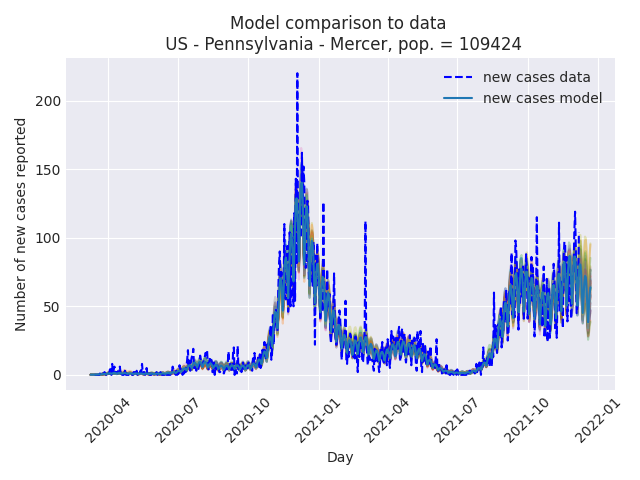 Model comparison to data
US - Pennsylvania - Mercer, pop. = 109424
new cases data
new cases model
Number of new cases reported
200
150
100
50
0
2020-04
2020-07
2020-10
2021-01
2021-04
2021-07
2021-10
2022-01
Day